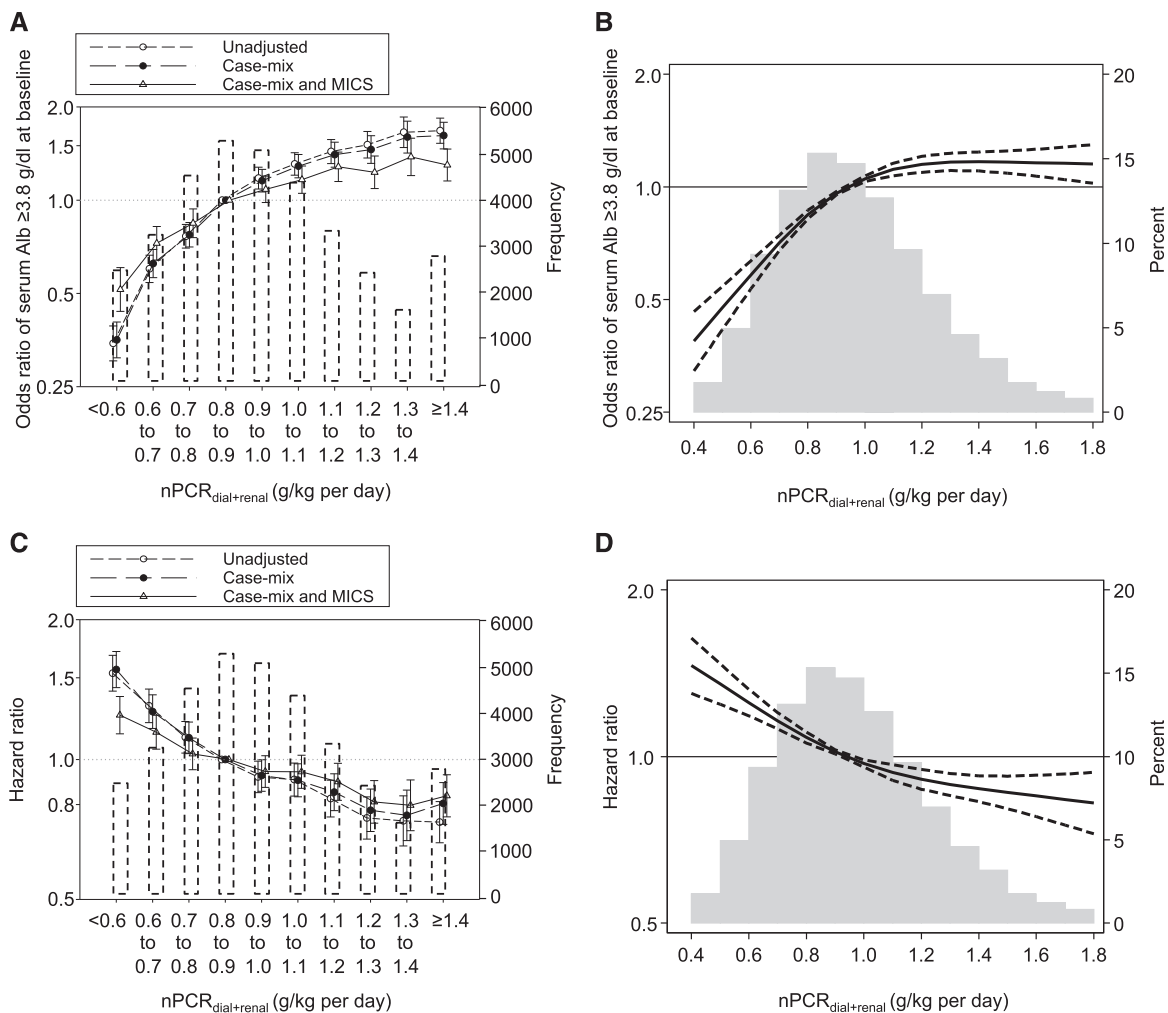 A
Unadjusted
Case-mix
Case-mix and MICS
Odds ratio of serum Alb ≥3.8 g/dl at baseline
2.0
1.5
1.0
0.5
0.25
6000
5000
4000
3000
2000
1000
0
Frequency
<0.6 0.6 0.7 0.8 0.9 1.0 1.1 1.2 1.3 ≥1.4
to to to to to to to to
0.7 0.8 0.9 1.0 1.1 1.2 1.3 1.4
nPCRdial+renal (g/kg per day)
B
Odds ratio of serum Alb ≥3.8 g/dl at baseline
2.0
1.0
0.5
0.25
20
15
10
5
0
Percent
0.4 0.6 0.8 1.0 1.2 1.4 1.6 1.8
nPCRdial+renal (g/kg per day)
C
Unadjusted
Case-mix
Case-mix and MICS
Hazard ratio
2.0
1.5
1.0
0.8
0.5
6000
5000
4000
3000
2000
1000
0
Frequency
<0.6 0.6 0.7 0.8 0.9 1.0 1.1 1.2 1.3 ≥1.4
to to to to to to to to
0.7 0.8 0.9 1.0 1.1 1.2 1.3 1.4
nPCRdial+renal (g/kg per day)
D
Hazard ratio
2.0
1.0
0.5
20
15
10
5
0
Percent
0.4 0.6 0.8 1.0 1.2 1.4 1.6 1.8
nPCRdial+renal (g/kg per day)